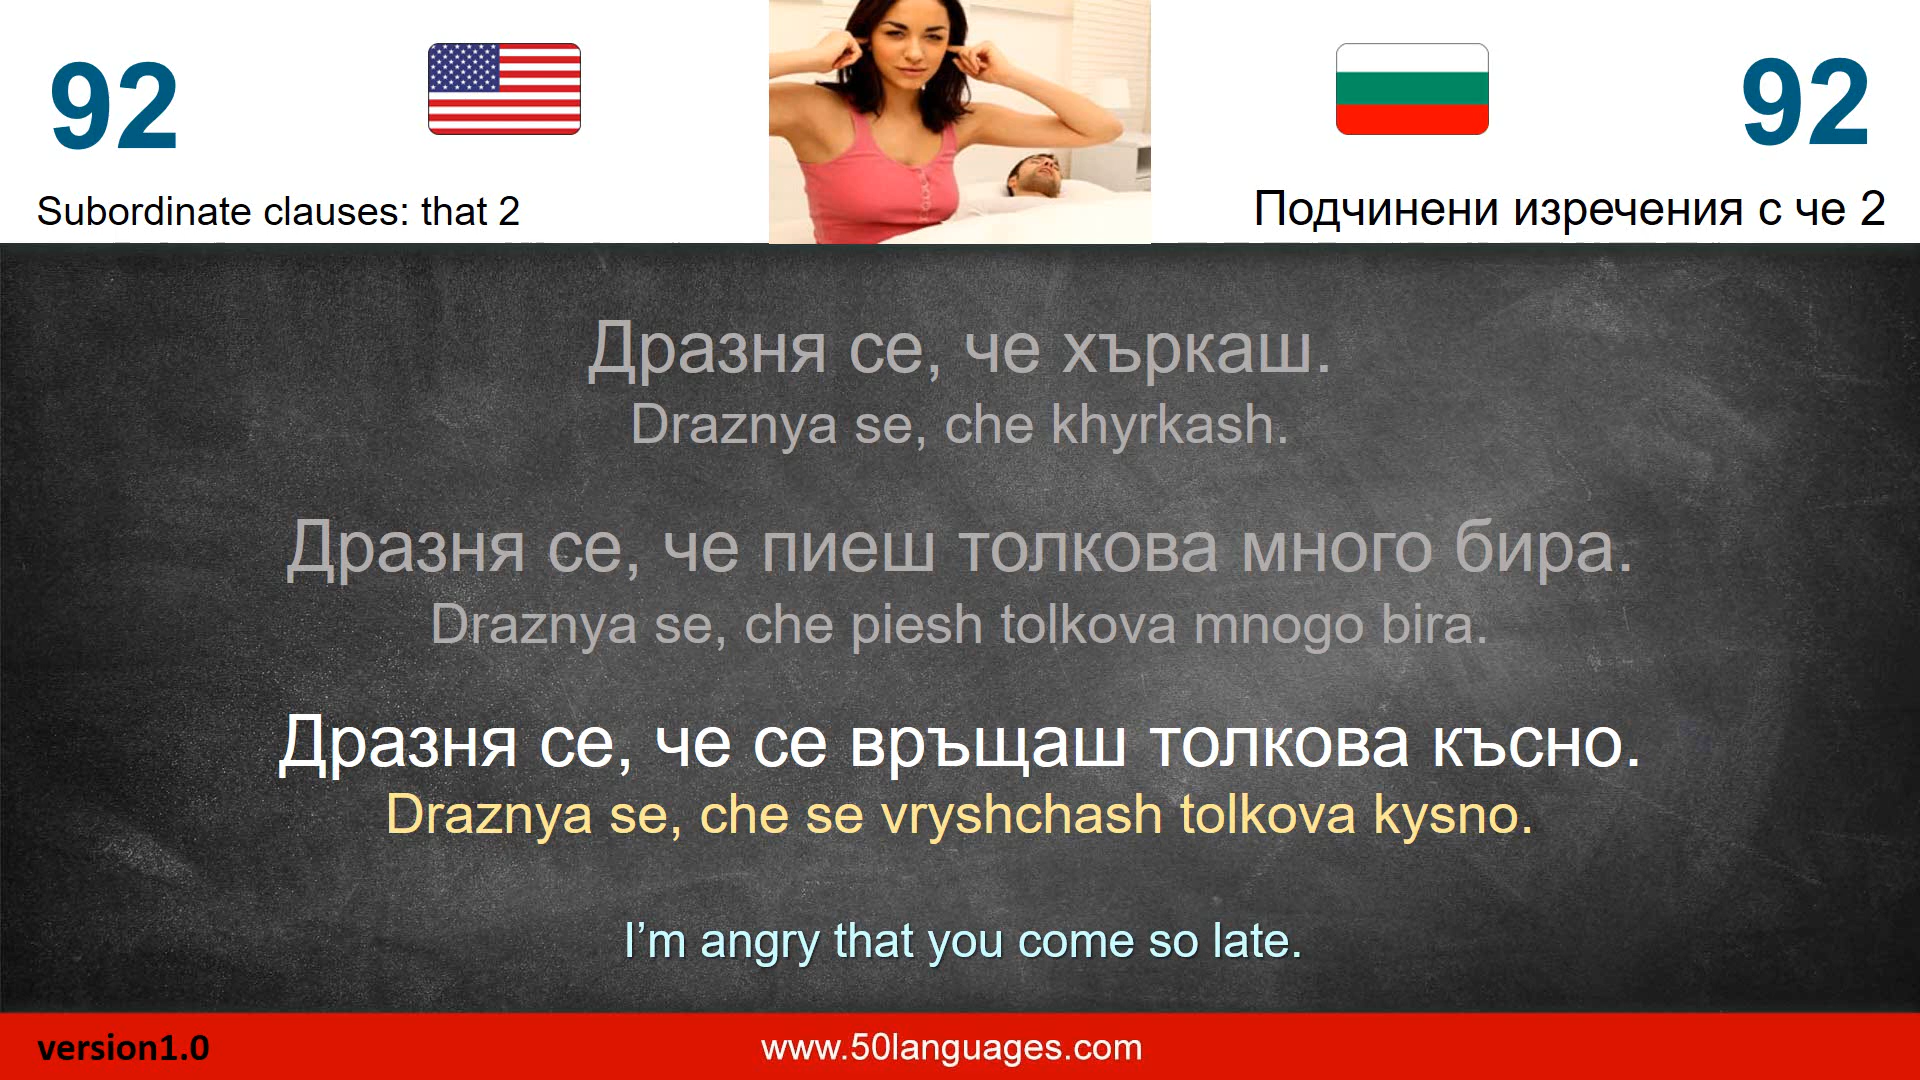 92
92
Subordinate clauses: that 2
Подчинени изречения с че 2
Дразня се, че хъркаш.
Draznya se, che khyrkash.
Дразня се, че пиеш толкова много бира.
Draznya se, che piesh tolkova mnogo bira.
Дразня се, че се връщаш толкова късно.
Draznya se, che se vryshchash tolkova kysno.
I’m angry that you come so late.
version1.0
www.50languages.com